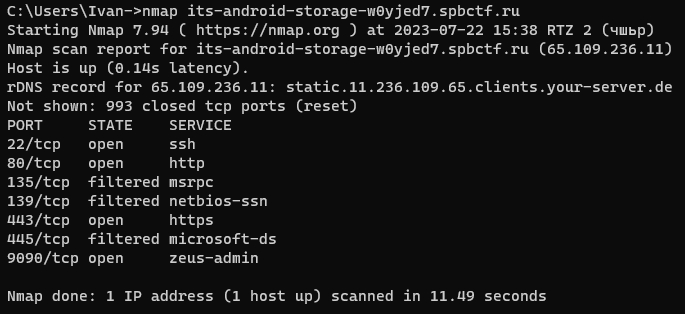 C:\Users\Ivan->nmap its-android-storage-w0yjed7.spbctf.ru
Starting Nmap 7.94 ( https://nmap.org ) at 2023-07-22 15:38 RTZ 2 (чшьр)
Nmap scan report for its-android-storage-w0yjed7.spbctf.ru (65.109.236.11)
Host is up (0.14s latency).
rDNS record for 65.109.236.11: static.11.236.109.65.clients.your-server.de
Not shown: 993 closed tcp ports (reset)
PORT     STATE    SERVICE
22/tcp   open     ssh
80/tcp   open     http
135/tcp  filtered msrpc
139/tcp  filtered netbios-ssn
443/tcp  open     https
445/tcp  filtered microsoft-ds
9090/tcp open     zeus-admin
Nmap done: 1 IP address (1 host up) scanned in 11.49 seconds